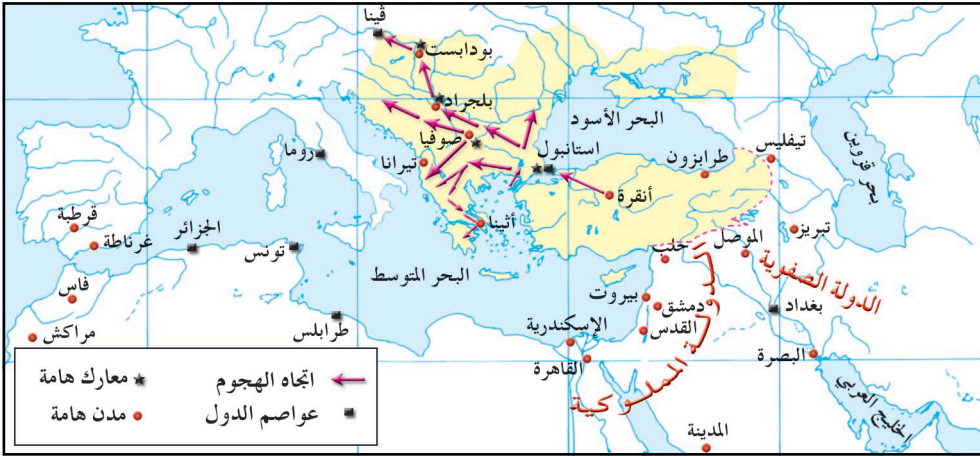 ڤينا
بودابست
بلجراد
صوفيا
تيرانا
روما
استانبول
البحر الأسود
طرابزون
تيفليس
بحر قزوين
أنقرة
أثينا
قرطبة
غرناطة
الجزائر
تونس
البحر المتوسط
حلب
الموصل
تبريز
الدولة الصفوية
الدولة المملوكية
فاس
مراكش
طرابلس
بيروت
دمشق
القدس
بغداد
الإسكندرية
القاهرة
البصرة
الخليج العربي
المدينة
اتجاه الهجوم
معارك هامة
عواصم الدول
مدن هامة